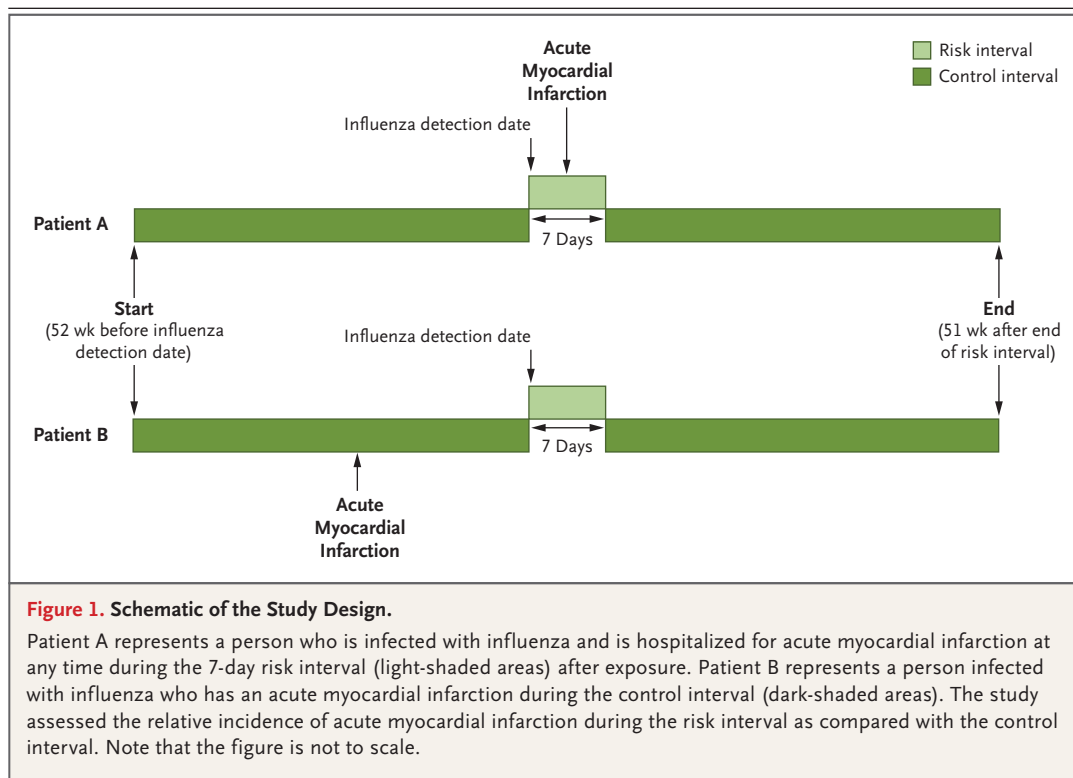 Acute
Myocardial
Infarction
Risk interval
Control interval
Influenza detection date
Patient A
7 Days
Start
(52 wk before influenza
detection date)
End
(51 wk after end
of risk interval)
Influenza detection date
Patient B
7 Days
Acute
Myocardial
Infarction
Figure 1. Schematic of the Study Design.
Patient A represents a person who is infected with influenza and is hospitalized for acute myocardial infarction at
any time during the 7-day risk interval (light-shaded areas) after exposure. Patient B represents a person infected
with influenza who has an acute myocardial infarction during the control interval (dark-shaded areas). The study
assessed the relative incidence of acute myocardial infarction during the risk interval as compared with the control
interval. Note that the figure is not to scale.